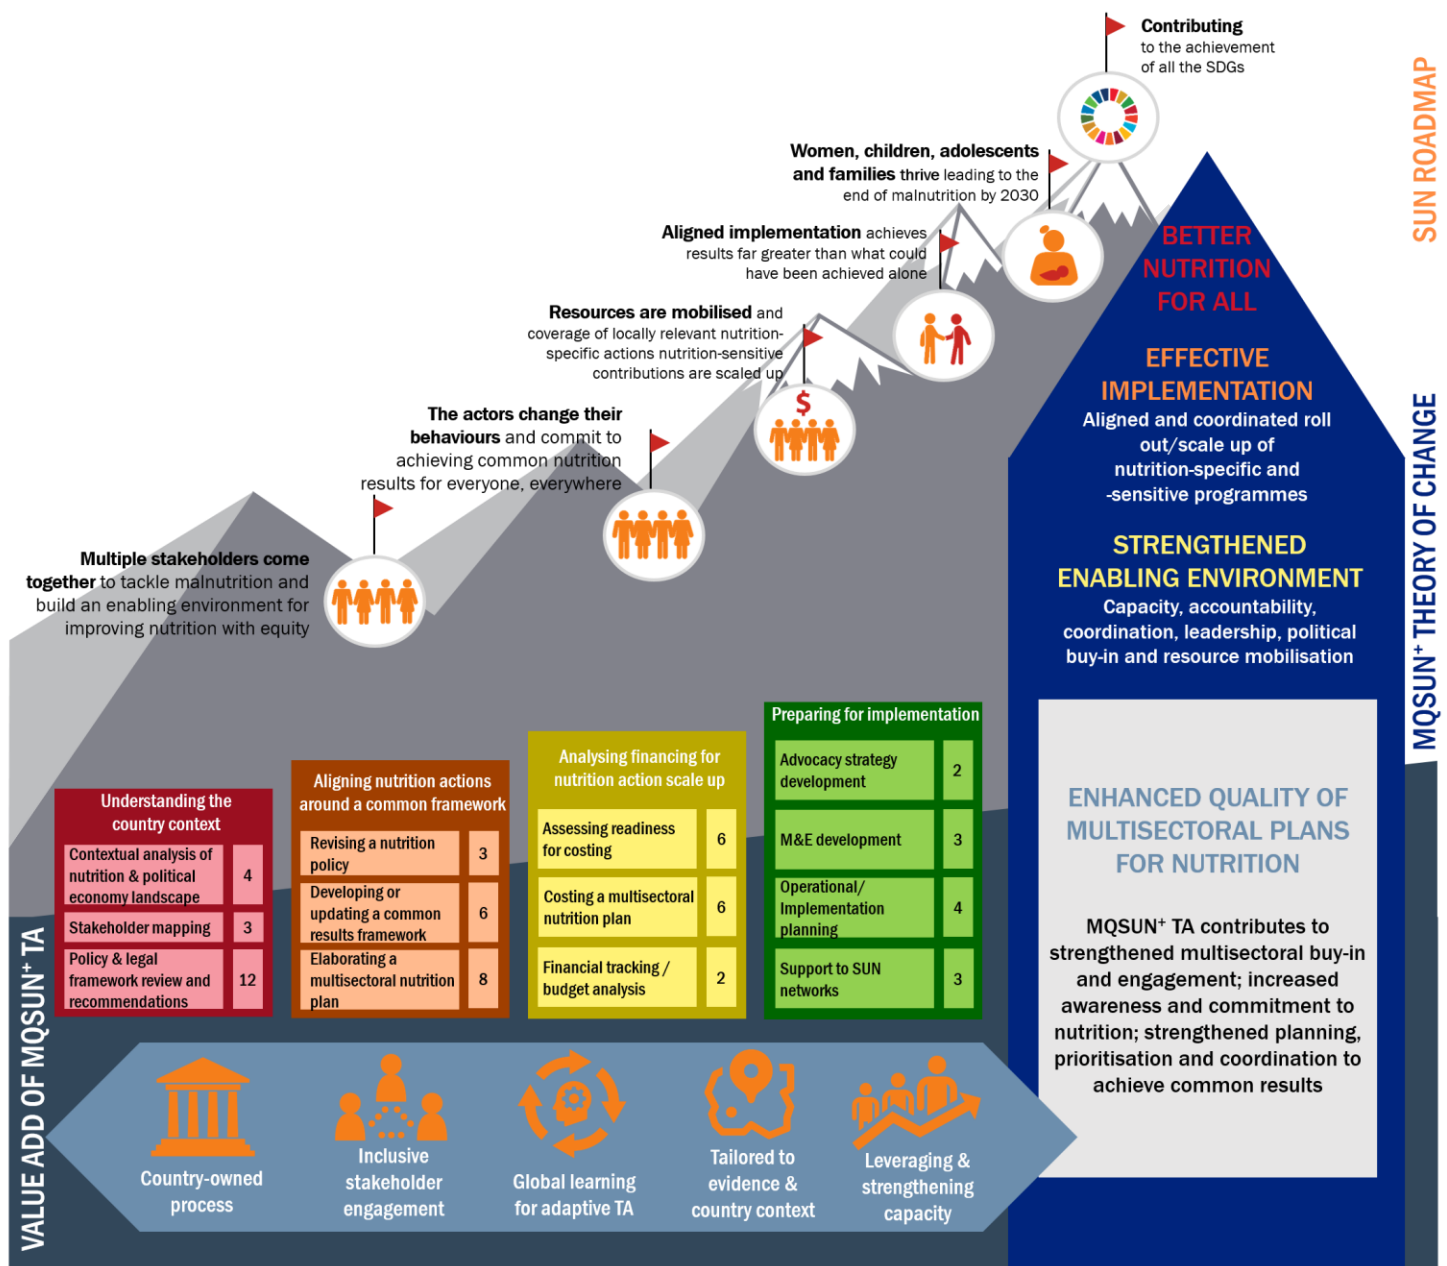 Contributing
to the achievement
of all the SDGs
SUN ROADMAP
Women, children, adolescents
and families thrive leading to the
end of malnutrition by 2030
Aligned implementation achieves
results far greater than what could
have been achieved alone
Resources are mobilised and
coverage of locally relevant nutrition-
specific actions nutrition-sensitive
contributions are scaled up
$
The actors change their
behaviours and commit to
achieving common nutrition
results for everyone, everywhere
Multiple stakeholders come
together to tackle malnutrition and
build an enabling environment for
improving nutrition with equity
BETTER
NUTRITION
FOR ALL
EFFECTIVE
IMPLEMENTATION
Aligned and coordinated roll
out/scale up of
nutrition-specific and
-sensitive programmes
STRENGTHENED
ENABLING ENVIRONMENT
Capacity, accountability,
coordination, leadership, political
buy-in and resource mobilisation
MQSUN⁺ THEORY OF CHANGE
ENHANCED QUALITY OF
MULTISECTORAL PLANS
FOR NUTRITION
MQSUN⁺ TA contributes to
strengthened multisectoral buy-in
and engagement; increased
awareness and commitment to
nutrition; strengthened planning,
prioritisation and coordination to
achieve common results
Understanding the
country context
Contextual analysis of
nutrition & political
economy landscape
4
Stakeholder mapping
3
Policy & legal
framework review and
recommendations
12
Aligning nutrition actions
around a common framework
Revising a nutrition
policy
3
Developing or
updating a common
results framework
6
Elaborating a
multisectoral nutrition
plan
8
Analysing financing for
nutrition action scale up
Assessing readiness
for costing
6
Costing a multisectoral
nutrition plan
6
Financial tracking /
budget analysis
2
Preparing for implementation
Advocacy strategy
development
2
M&E development
3
Operational/
Implementation
planning
4
Support to SUN
networks
3
VALUE ADD OF MQSUN⁺ TA
Country-owned
process
Inclusive
stakeholder
engagement
Global learning
for adaptive TA
Tailored to
evidence &
country context
Leveraging &
strengthening
capacity